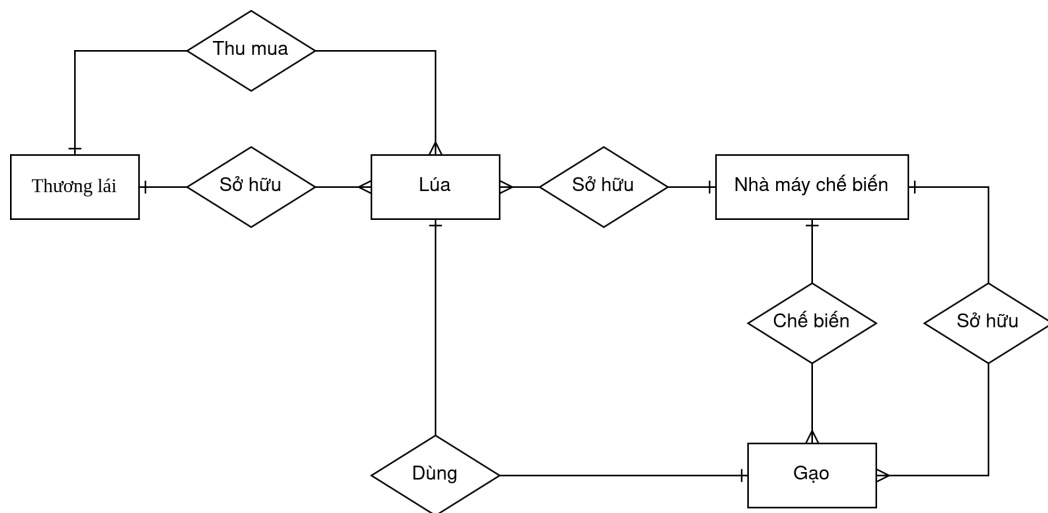 Thu mua
Thương lái
Sở hữu
Lúa
Sở hữu
Nhà máy chế biến
Chế biến
Sở hữu
Dùng
Gạo